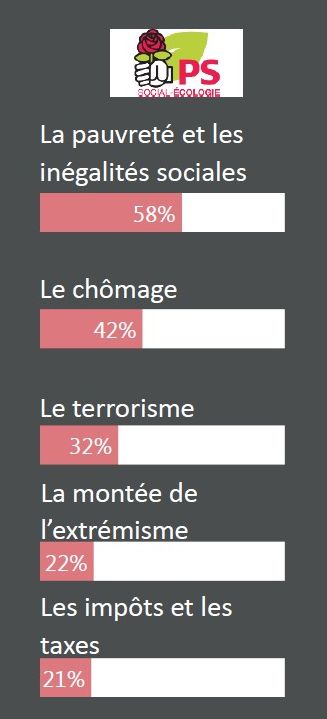 PS
SOCIAL-ÉCOLOGIE
La pauvreté et les
inégalités sociales
58%
Le chômage
42%
Le terrorisme
32%
La montée de
l’extrémisme
22%
Les impôts et les
taxes
21%